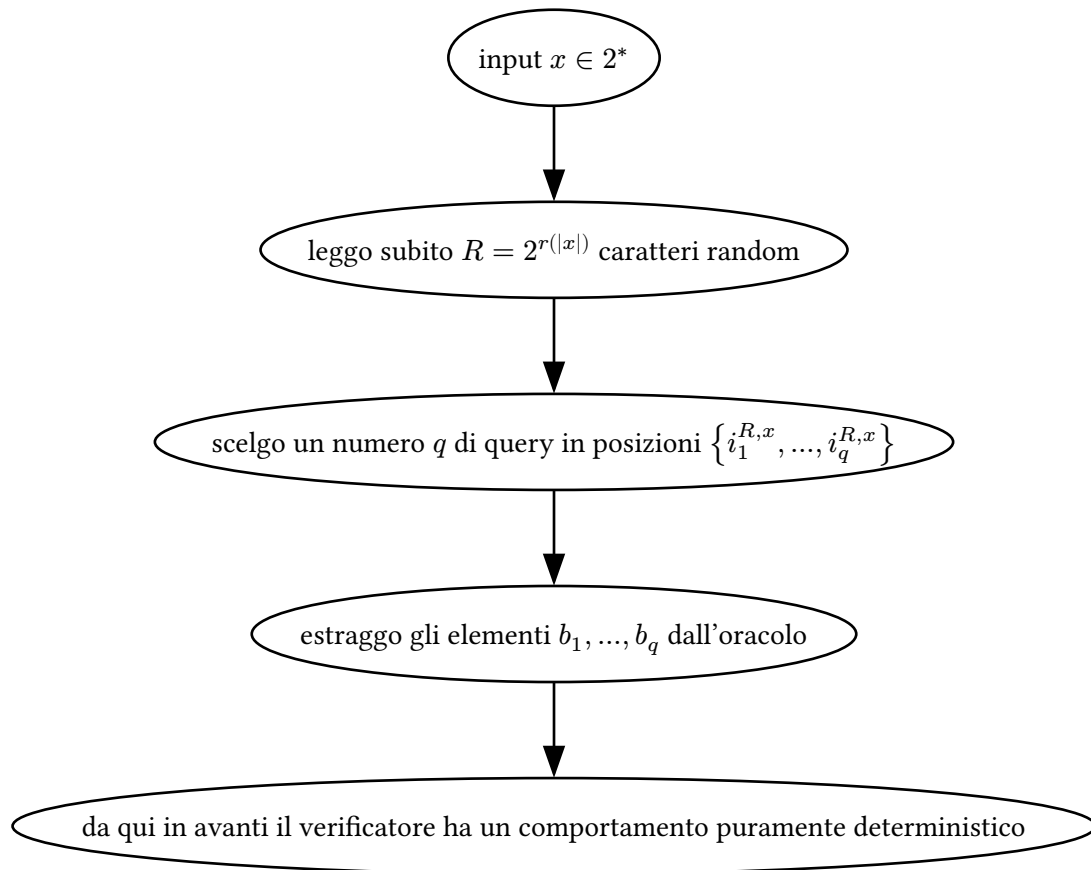 input x ∈ 2*
leggo subito R = 2^{r(|x|)} caratteri random
scelgo un numero q di query in posizioni {i_1^{R,x}, ..., i_q^{R,x}}
estraggo gli elementi b_1, ..., b_q dall'oracolo
da qui in avanti il verificatore ha un comportamento puramente deterministico